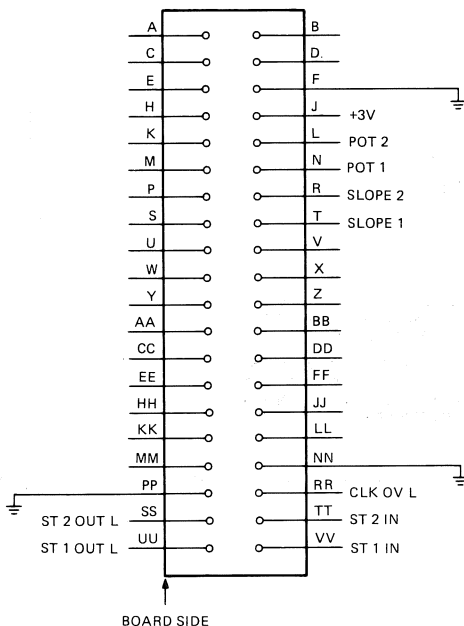 A B
C D.
E F
H J +3V
K L POT 2
M N POT 1
P R SLOPE 2
S T SLOPE 1
U V
W X
Y Z
AA BB
CC DD
EE FF
HH JJ
KK LL
MM NN
PP RR CLK OV L
ST 2 OUT L SS TT ST 2 IN
ST 1 OUT L UU VV ST 1 IN
BOARD SIDE